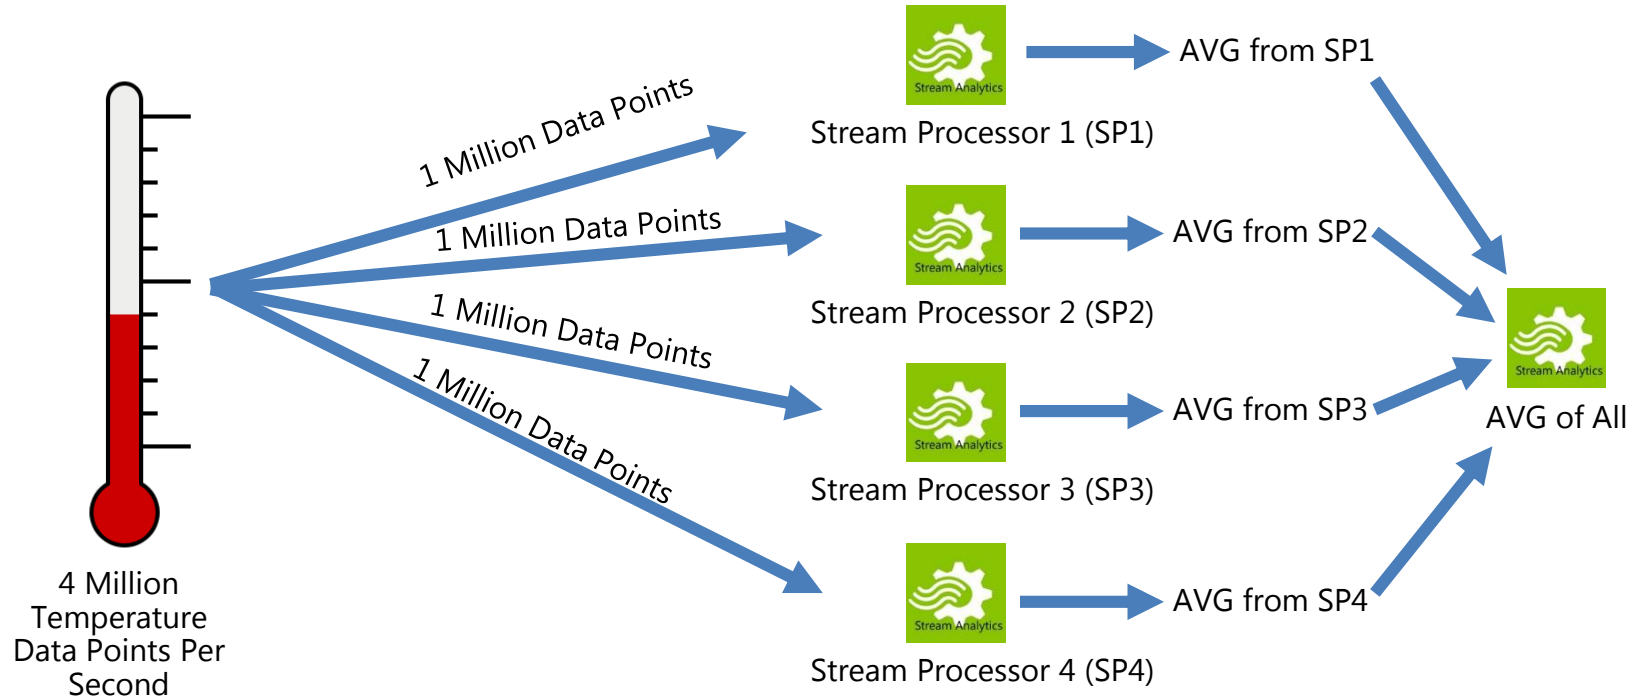 4 Million
Temperature
Data Points Per
Second
1 Million Data Points
1 Million Data Points
1 Million Data Points
1 Million Data Points
Stream Analytics
Stream Processor 1 (SP1)
AVG from SP1
Stream Analytics
Stream Processor 2 (SP2)
AVG from SP2
Stream Analytics
Stream Processor 3 (SP3)
AVG from SP3
Stream Analytics
Stream Processor 4 (SP4)
AVG from SP4
Stream Analytics
AVG of All